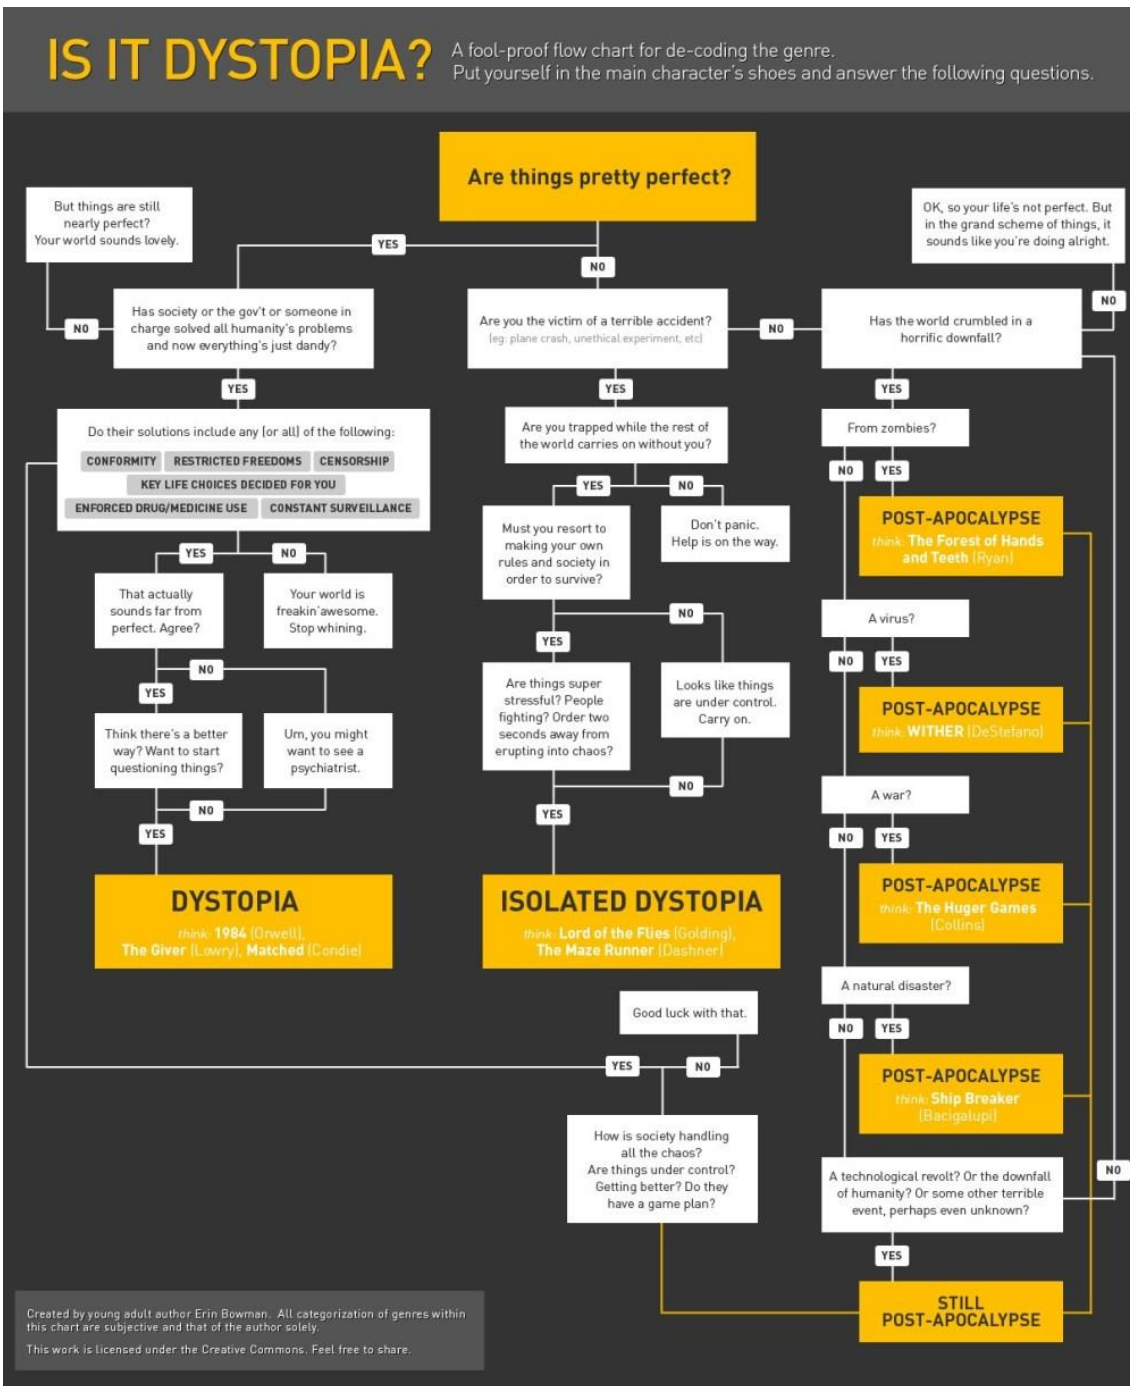 IS IT DYSTOPIA?
A fool-proof flow chart for de-coding the genre.
Put yourself in the main character's shoes and answer the following questions.
Are things pretty perfect?
But things are still
nearly perfect?
Your world sounds lovely.
OK, so your life's not perfect. But
in the grand scheme of things, it
sounds like you're doing alright.
YES
NO
NO
Has society or the gov't or someone in
charge solved all humanity's problems
and now everything's just dandy?
NO
Are you the victim of a terrible accident?
(eg: plane crash, unethical experiment, etc)
NO
Has the world crumbled in a
horrific downfall?
YES
YES
YES
Do their solutions include any (or all) of the following:
CONFORMITY
RESTRICTED FREEDOMS
CENSORSHIP
KEY LIFE CHOICES DECIDED FOR YOU
ENFORCED DRUG/MEDICINE USE
CONSTANT SURVEILLANCE
Are you trapped while the rest of
the world carries on without you?
From zombies?
NO
YES
YES
NO
POST-APOCALYPSE
think: The Forest of Hands
and Teeth (Ryan)
Must you resort to
making your own
rules and society in
order to survive?
Don't panic.
Help is on the way.
YES
NO
That actually
sounds far from
perfect. Agree?
Your world is
freakin'awesome.
Stop whining.
YES
NO
A virus?
NO
YES
NO
YES
Are things super
stressful? People
fighting? Order two
seconds away from
erupting into chaos?
Looks like things
are under control.
Carry on.
POST-APOCALYPSE
think: WITHER (DeStefano)
Think there's a better
way? Want to start
questioning things?
Um, you might
want to see a
psychiatrist.
NO
YES
NO
YES
A war?
NO
YES
DYSTOPIA
think: 1984 (Orwell),
The Giver (Lowry), Matched (Condie)
ISOLATED DYSTOPIA
think: Lord of the Flies (Golding),
The Maze Runner (Dashner)
POST-APOCALYPSE
think: The Huger Games
(Collins)
A natural disaster?
NO
YES
Good luck with that.
YES
NO
POST-APOCALYPSE
think: Ship Breaker
(Bacigalupi)
How is society handling
all the chaos?
Are things under control?
Getting better? Do they
have a game plan?
A technological revolt? Or the downfall
of humanity? Or some other terrible
event, perhaps even unknown?
NO
YES
STILL
POST-APOCALYPSE
Created by young adult author Erin Bowman. All categorization of genres within
this chart are subjective and that of the author solely.
This work is licensed under the Creative Commons. Feel free to share.